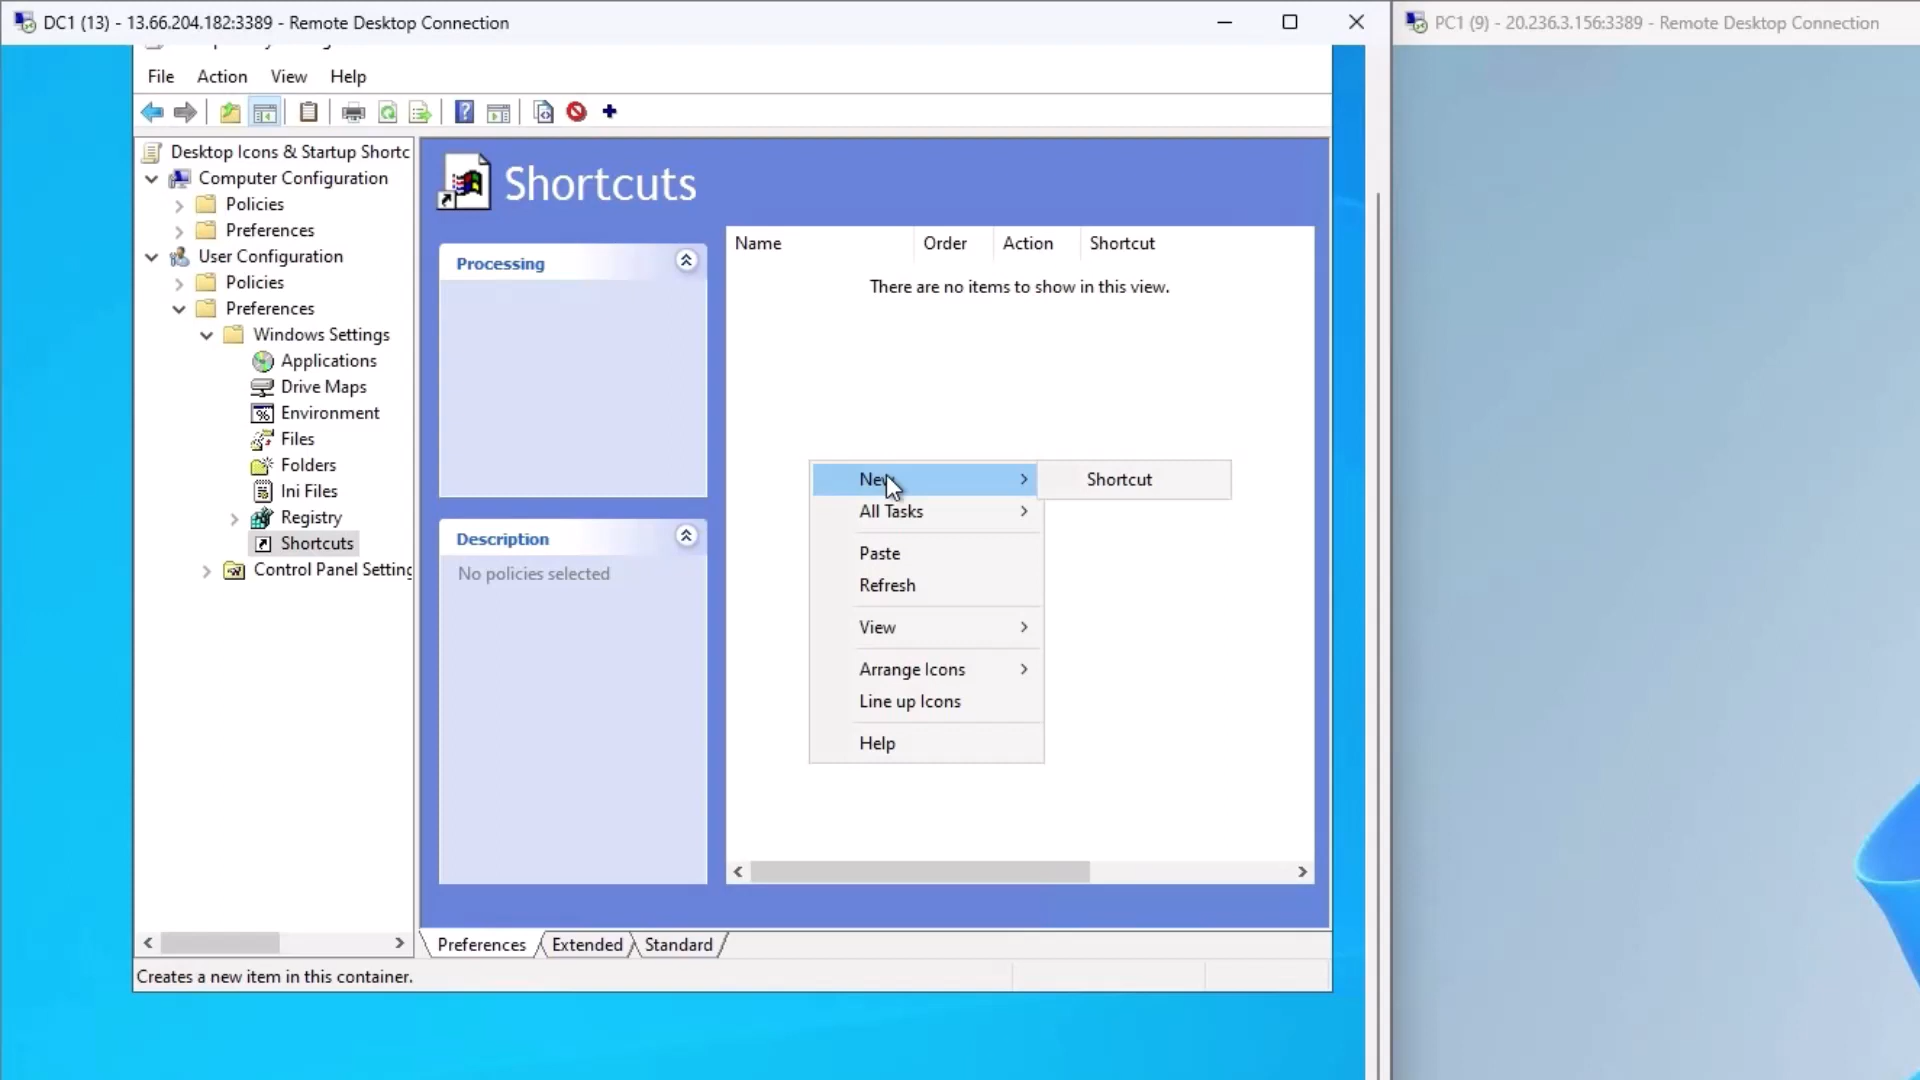 DC1 (13) - 13.66.204.182:3389 - Remote Desktop Connection
PC1 (9) - 20.236.3.156:3389 - Remote Desktop Connection
File Action View Help
Desktop Icons & Startup Shortc
Computer Configuration
Policies
Preferences
User Configuration
Policies
Preferences
Windows Settings
Applications
Drive Maps
Environment
Files
Folders
Ini Files
Registry
Shortcuts
Control Panel Setting
Shortcuts
Processing
Description
No policies selected
Name Order Action Shortcut
There are no items to show in this view.
New
Shortcut
All Tasks
Paste
Refresh
View
Arrange Icons
Line up Icons
Help
Preferences Extended Standard
Creates a new item in this container.